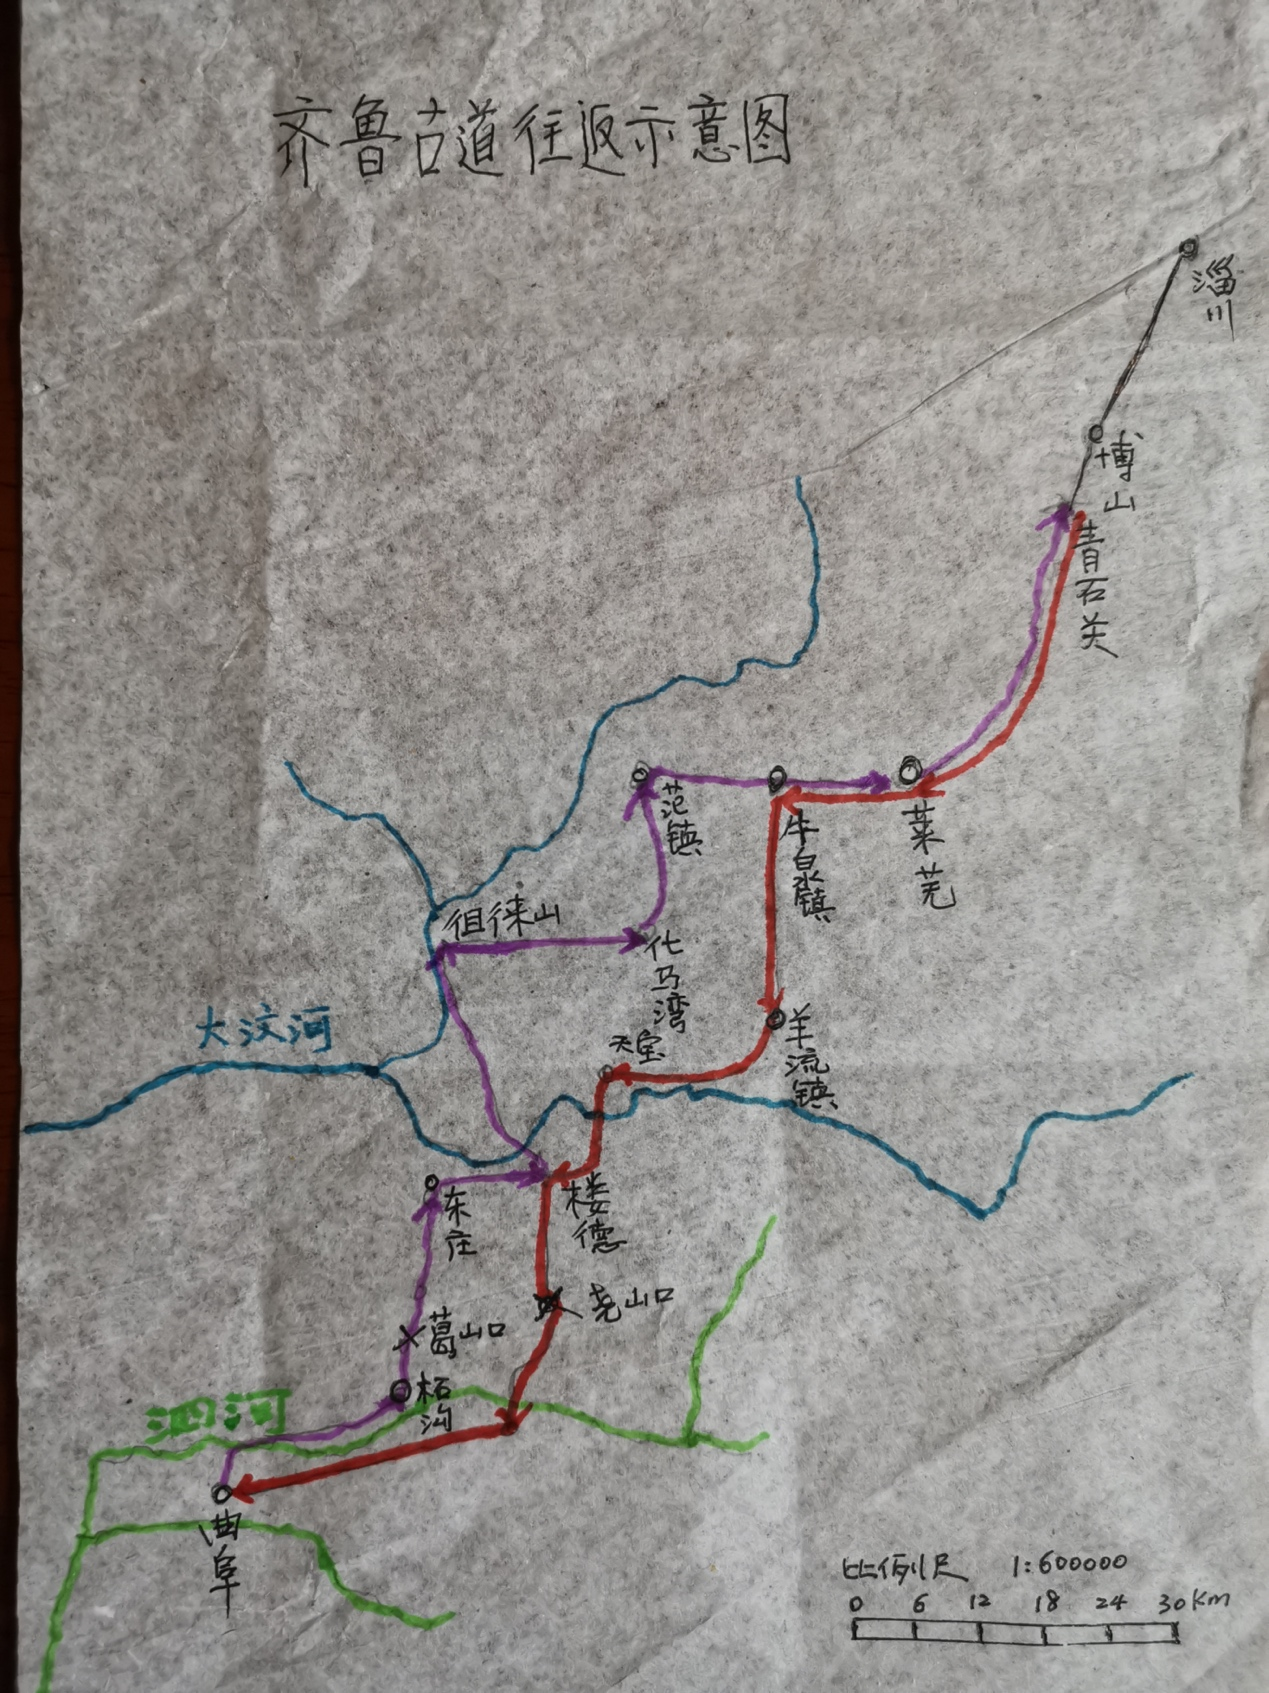 齐鲁古道往返示意图
淄川
博山
青石关
范镇
牛泉镇
莱芜
徂徕山
化马湾
大汶河
天宝
羊流镇
东庄
楼德
尧山口
葛山口
柘沟
泗河
曲阜
比例尺 1:600000
0 6 12 18 24 30Km